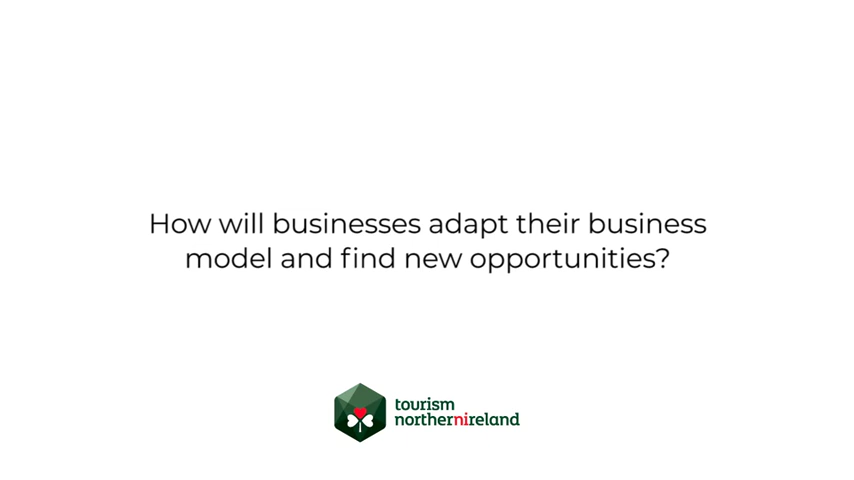 How will businesses adapt their business
model and find new opportunities?
tourism
northernireland